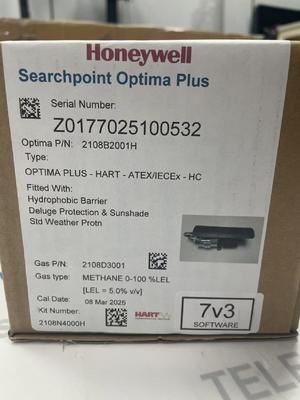 Honeywell
Searchpoint Optima Plus
Serial Number:
Z0177025100532
Optima P/N: 2108B2001H
Type:
OPTIMA PLUS - HART - ATEX/IECEx - HC
Fitted With:
Hydrophobic Barrier
Deluge Protection & Sunshade
Std Weather Protn
Gas P/N: 2108D3001
Gas type: METHANE 0-100 %LEL
[LEL = 5.0% v/v]
Cal Date: 08 Mar 2025
Kit Number:
2108N4000H
HART
7v3
SOFTWARE
TELE